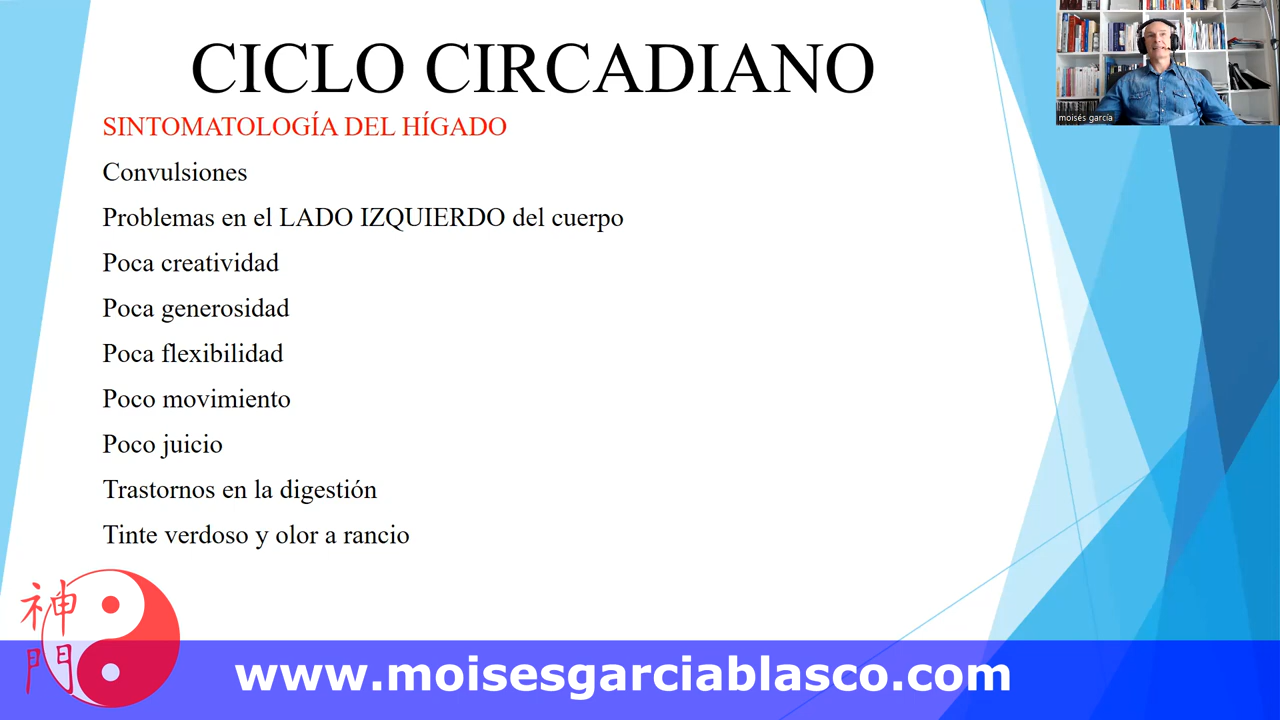 CICLO CIRCADIANO
SINTOMATOLOGÍA DEL HÍGADO
Convulsiones
Problemas en el LADO IZQUIERDO del cuerpo
Poca creatividad
Poca generosidad
Poca flexibilidad
Poco movimiento
Poco juicio
Trastornos en la digestión
Tinte verdoso y olor a rancio
moisés garcía
神
門
www.moisesgarciablasco.com